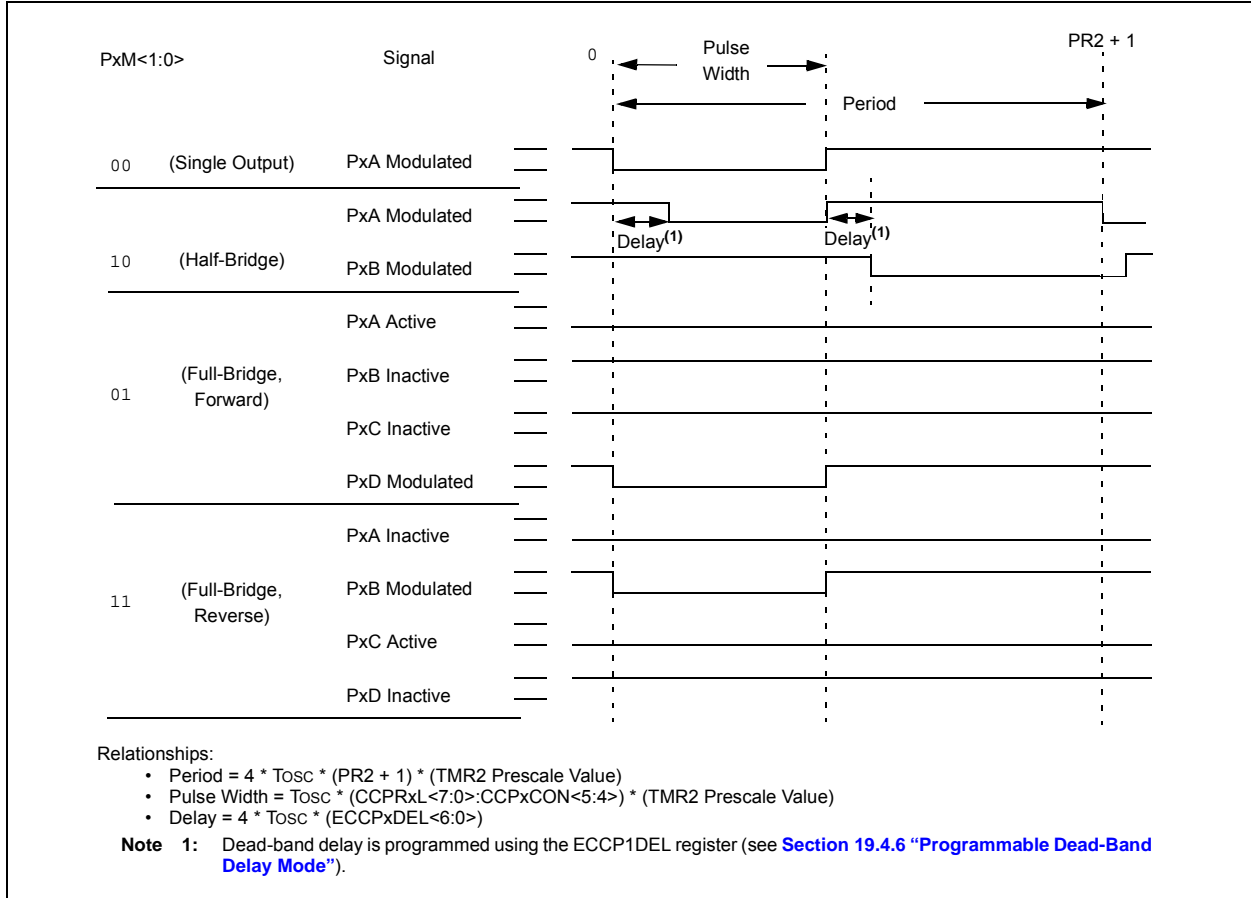 PxM<1:0> Signal 0 Pulse Width PR2 + 1
Period
00 (Single Output) PxA Modulated
PxA Modulated
Delay(1) Delay(1)
10 (Half-Bridge) PxB Modulated
PxA Active
01 (Full-Bridge, Forward) PxB Inactive
PxC Inactive
PxD Modulated
PxA Inactive
11 (Full-Bridge, Reverse) PxB Modulated
PxC Active
PxD Inactive
Relationships:
• Period = 4 * TOSC * (PR2 + 1) * (TMR2 Prescale Value)
• Pulse Width = TOSC * (CCPRxL<7:0>:CCPxCON<5:4>) * (TMR2 Prescale Value)
• Delay = 4 * TOSC * (ECCPxDEL<6:0>)
Note 1: Dead-band delay is programmed using the ECCP1DEL register (see Section 19.4.6 “Programmable Dead-Band
Delay Mode”).